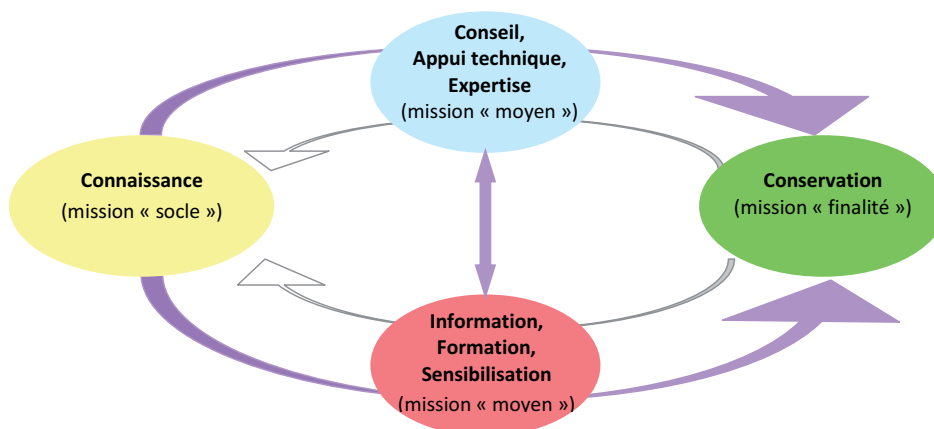 Conseil,
Appui technique,
Expertise
(mission « moyen »)
Connaissance
(mission « socle »)
Conservation
(mission « finalité »)
Information,
Formation,
Sensibilisation
(mission « moyen »)